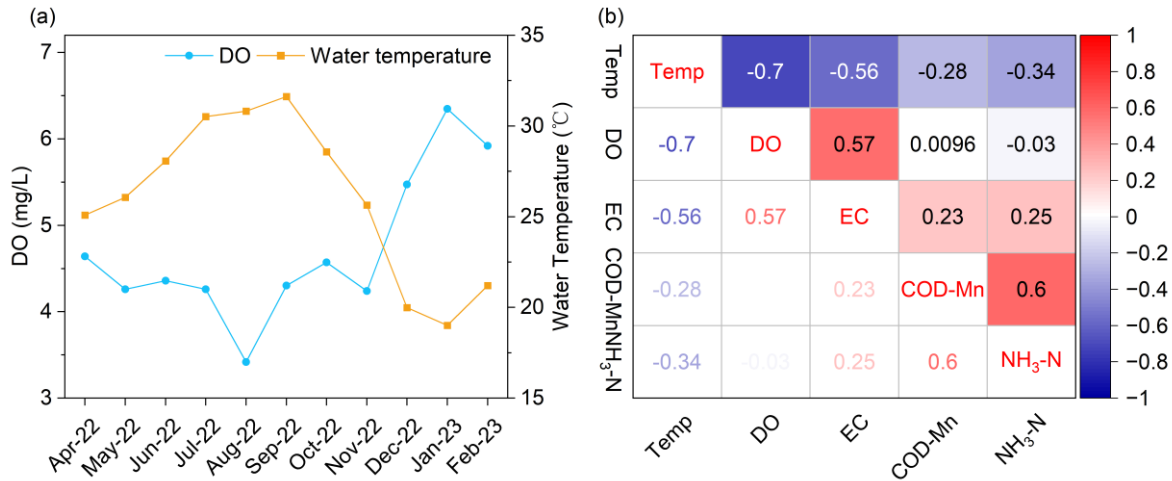 (a)
DO
Water temperature
DO (mg/L)
7
6
5
4
3
Water Temperature (℃)
35
30
25
20
15
Apr-22
May-22
Jun-22
Jul-22
Aug-22
Sep-22
Oct-22
Nov-22
Dec-22
Jan-23
Feb-23
(b)
Temp
DO
EC
COD-Mn
NH₃-N
Temp -0.7 -0.56 -0.28 -0.34
-0.7 DO 0.57 0.0096 -0.03
-0.56 0.57 EC 0.23 0.25
-0.28 0.23 COD-Mn 0.6
-0.34 -0.03 0.25 0.6 NH₃-N
Temp
DO
EC
COD-Mn
NH₃-N
1
0.8
0.6
0.4
0.2
0
−0.2
−0.4
−0.6
−0.8
−1